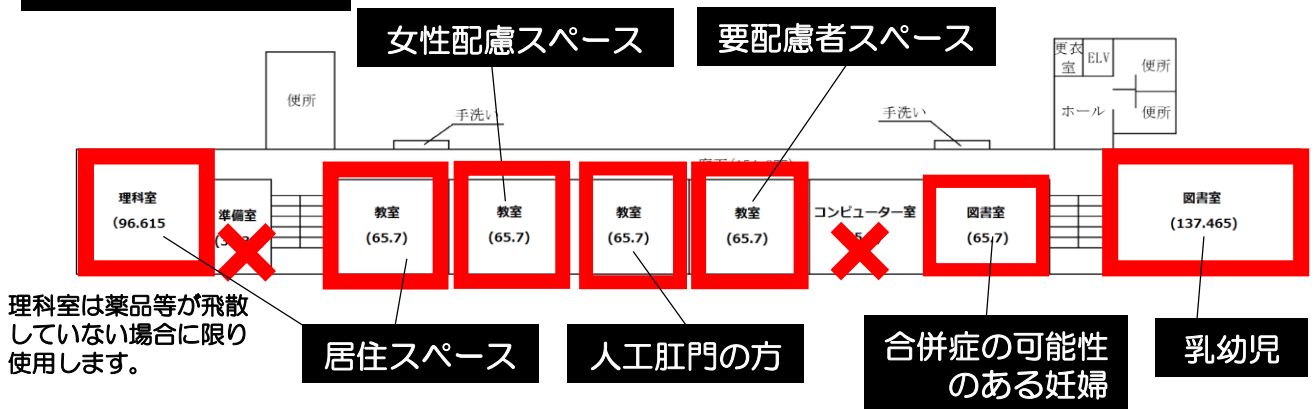 女性配慮スペース
要配慮者スペース
便所
手洗い
手洗い
更衣
室
ELV
便所
ホール
便所
理科室
(96.615
準備室
教室
(65.7)
教室
(65.7)
教室
(65.7)
教室
(65.7)
コンピューター室
図書室
(65.7)
図書室
(137.465)
理科室は薬品等が飛散
していない場合に限り
使用します。
居住スペース
人工肛門の方
合併症の可能性
のある妊婦
乳幼児